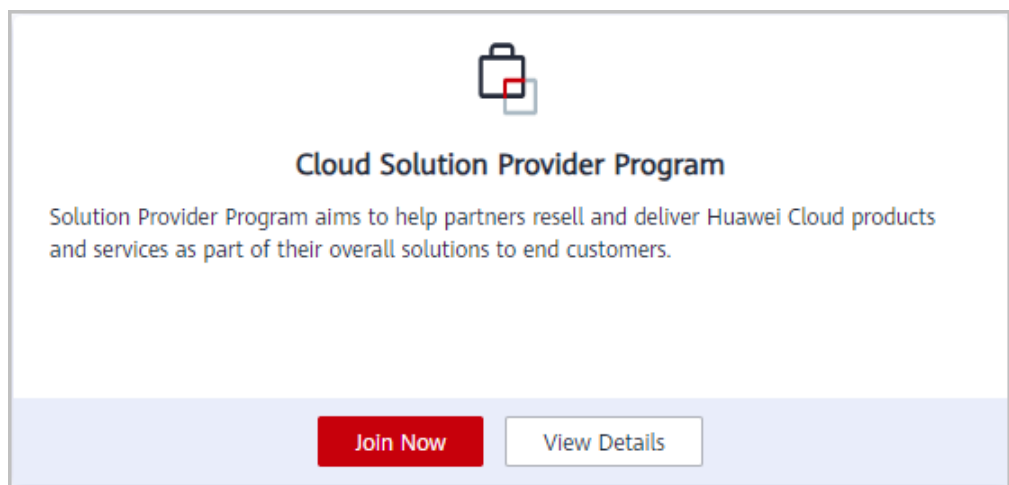 Cloud Solution Provider Program
Solution Provider Program aims to help partners resell and deliver Huawei Cloud products
and services as part of their overall solutions to end customers.
Join Now
View Details